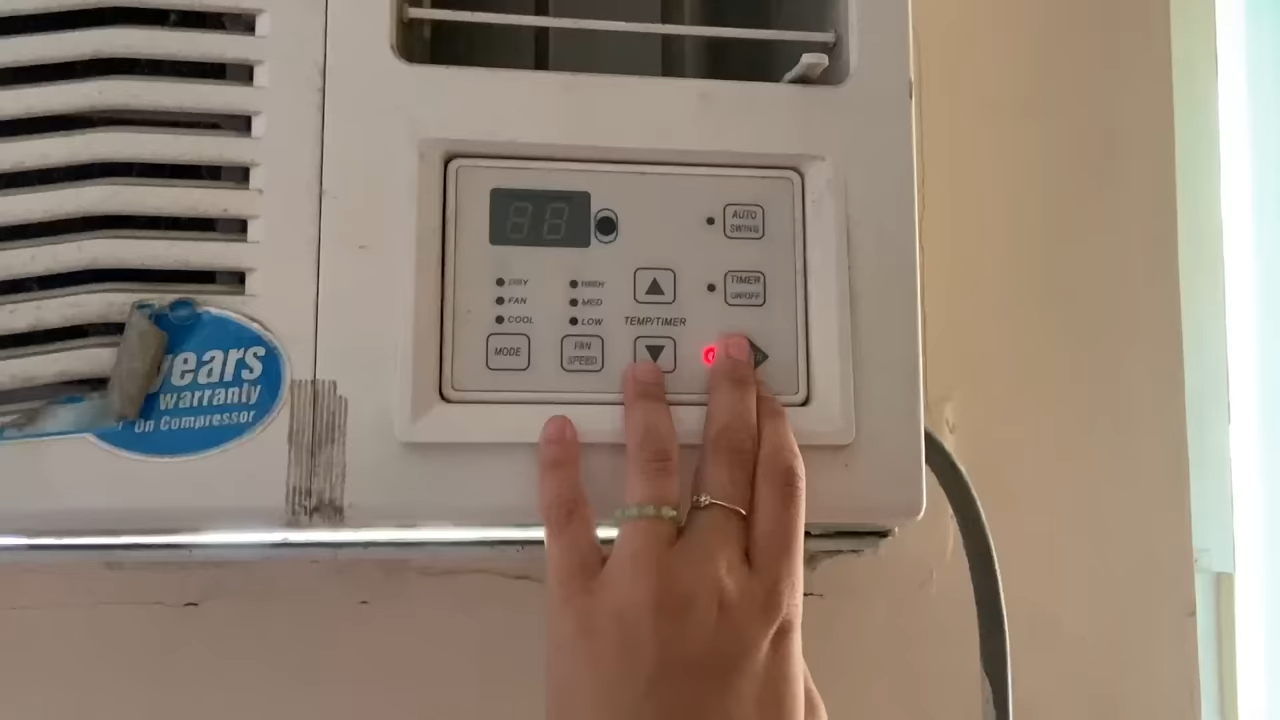 AUTO
SWING
TIMER
ON/OFF
DRY
HIGH
FAN
MED
COOL
LOW
TEMP/TIMER
MODE
FAN
SPEED
years
warranty
on Compressor